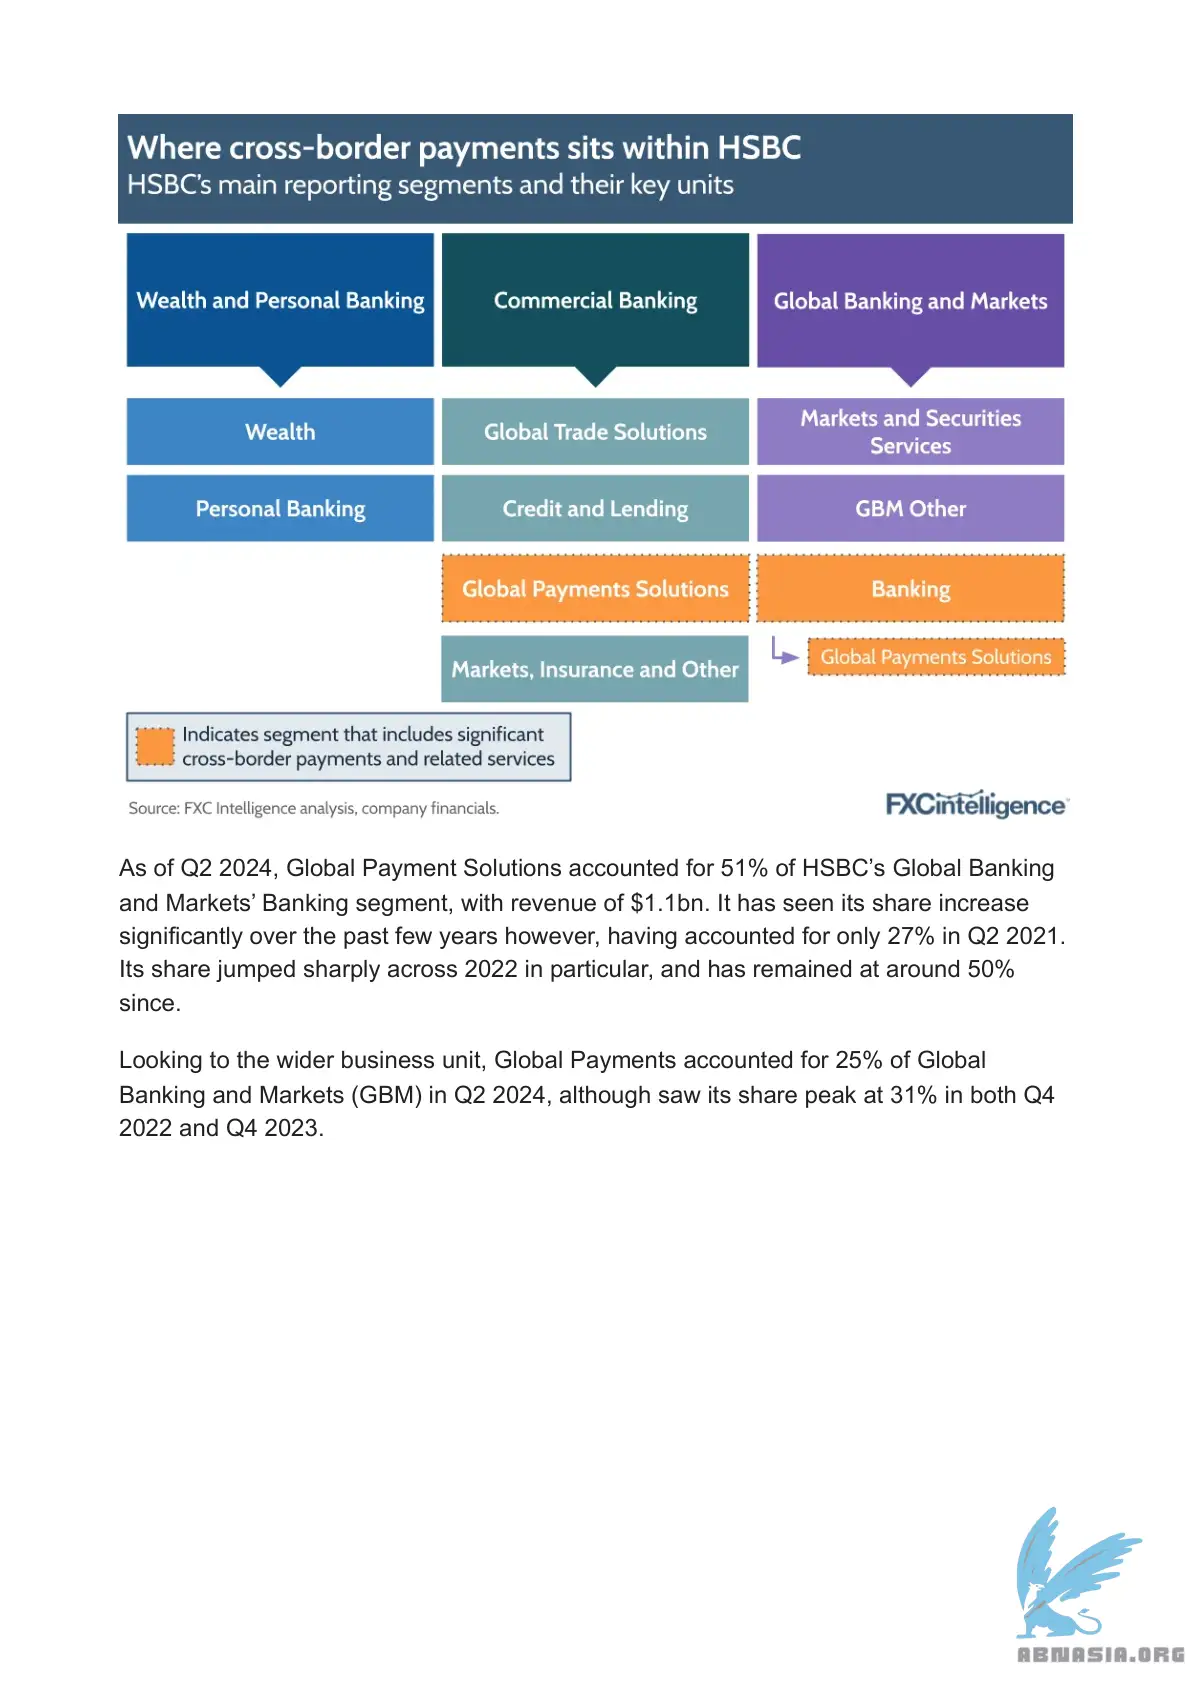 Where cross-border payments sits within HSBC
HSBC's main reporting segments and their key units
Wealth and Personal Banking
Commercial Banking
Global Banking and Markets
Wealth
Global Trade Solutions
Markets and Securities
Services
Personal Banking
Credit and Lending
GBM Other
Global Payments Solutions
Banking
Markets, Insurance and Other
Global Payments Solutions
Indicates segment that includes significant
cross-border payments and related services
Source: FXC Intelligence analysis, company financials.
FXCintelligence™
As of Q2 2024, Global Payment Solutions accounted for 51% of HSBC’s Global Banking
and Markets’ Banking segment, with revenue of $1.1bn. It has seen its share increase
significantly over the past few years however, having accounted for only 27% in Q2 2021.
Its share jumped sharply across 2022 in particular, and has remained at around 50%
since.
Looking to the wider business unit, Global Payments accounted for 25% of Global
Banking and Markets (GBM) in Q2 2024, although saw its share peak at 31% in both Q4
2022 and Q4 2023.
ABNASIA.ORG